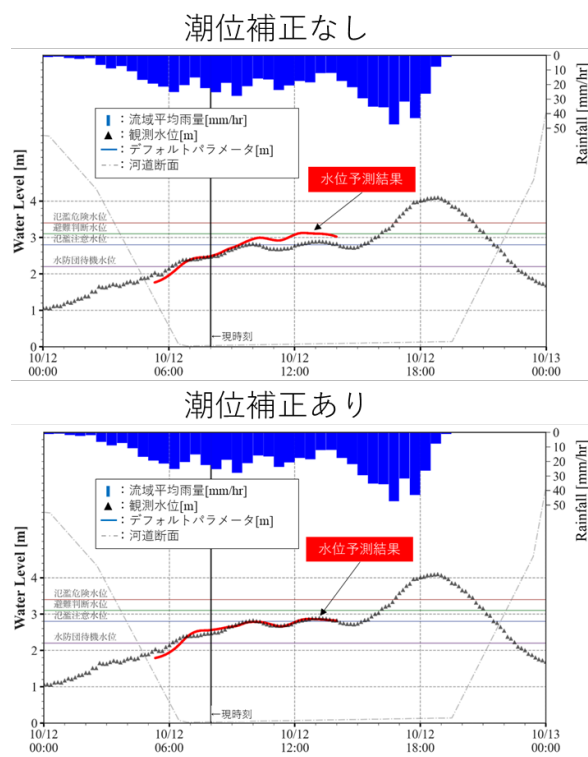 潮位補正なし
0
10
20
30
40
50
Rainfall [mm/hr]
：流域平均雨量[mm/hr]
：観測水位[m]
：デフォルトパラメータ[m]
：河道断面
水位予測結果
Water Level [m]
4
3
2
1
0
氾濫危険水位
避難判断水位
氾濫注意水位
水防団待機水位
←現時刻
10/12 10/12 10/12 10/12 10/13
00:00 06:00 12:00 18:00 00:00
潮位補正あり
0
10
20
30
40
50
Rainfall [mm/hr]
：流域平均雨量[mm/hr]
：観測水位[m]
：デフォルトパラメータ[m]
：河道断面
水位予測結果
Water Level [m]
4
3
2
1
0
氾濫危険水位
避難判断水位
氾濫注意水位
水防団待機水位
←現時刻
10/12 10/12 10/12 10/12 10/13
00:00 06:00 12:00 18:00 00:00